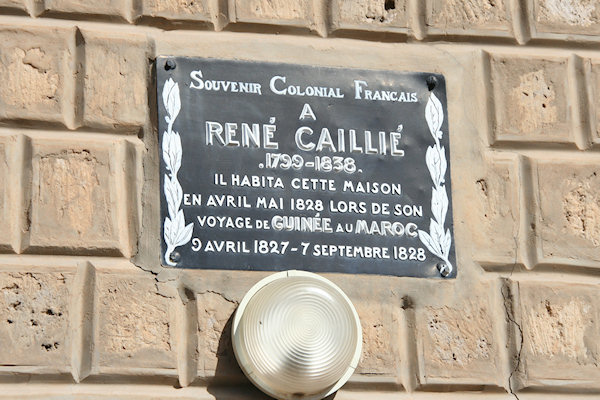 SOUVENIR COLONIAL FRANCAIS
A
RENÉ CAILLIÉ
.1799-1838.
IL HABITA CETTE MAISON
EN AVRIL MAI 1828 LORS DE SON
VOYAGE DE GUINÉE AU MAROC
9 AVRIL 1827-7 SEPTEMBRE 1828